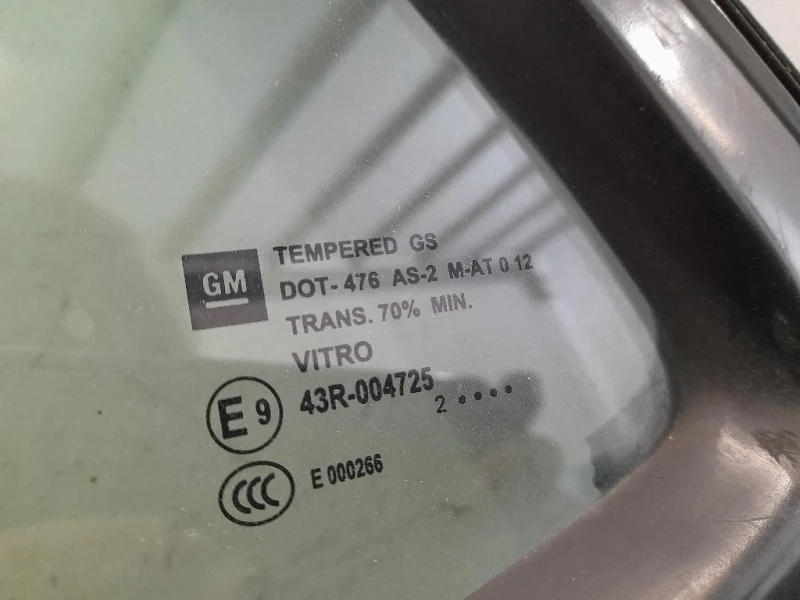 GM
TEMPERED GS
DOT-476 AS-2 M-AT 0 12
TRANS. 70% MIN.
VITRO
E9 43R-004725
2 ••••
CCC E 000266